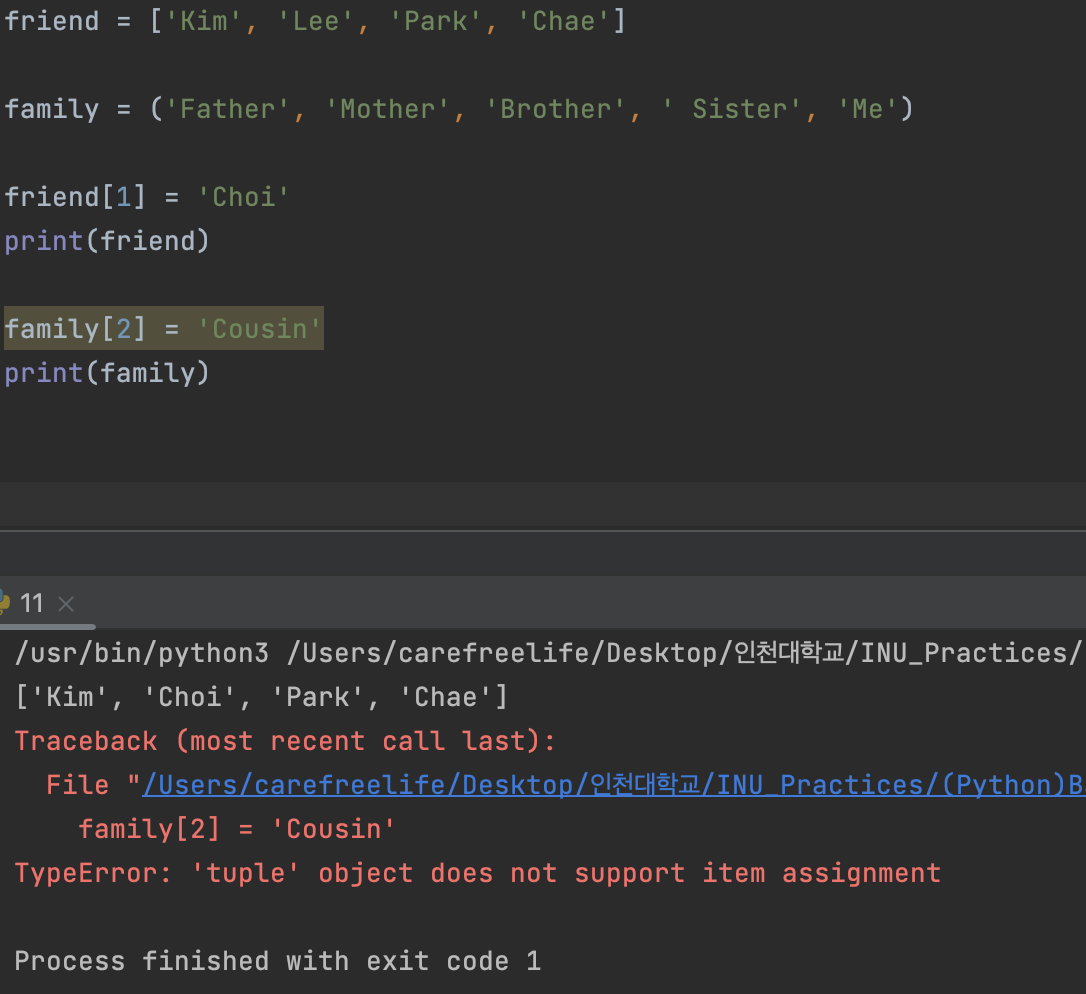 friend = ['Kim', 'Lee', 'Park', 'Chae']
family = ('Father', 'Mother', 'Brother', ' Sister', 'Me')
friend[1] = 'Choi'
print(friend)
family[2] = 'Cousin'
print(family)
11
/usr/bin/python3 /Users/carefreelife/Desktop/인천대학교/INU_Practices/
['Kim', 'Choi', 'Park', 'Chae']
Traceback (most recent call last):
File "/Users/carefreelife/Desktop/인천대학교/INU_Practices/(Python)B
family[2] = 'Cousin'
TypeError: 'tuple' object does not support item assignment
Process finished with exit code 1